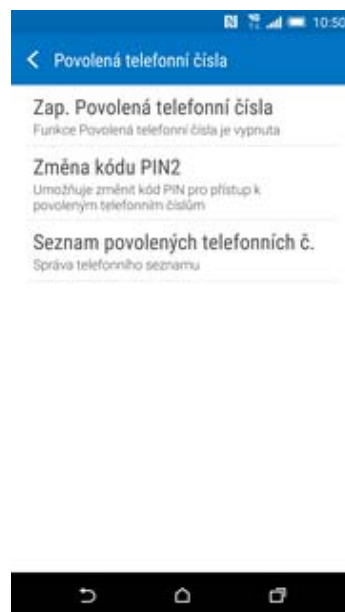 10:50
Povolená telefonní čísla
Zap. Povolená telefonní čísla
Funkce Povolená telefonní čísla je vypnuta
Změna kódu PIN2
Umožňuje změnit kód PIN pro přístup k
povoleným telefonním číslům
Seznam povolených telefonních č.
Správa telefonního seznamu